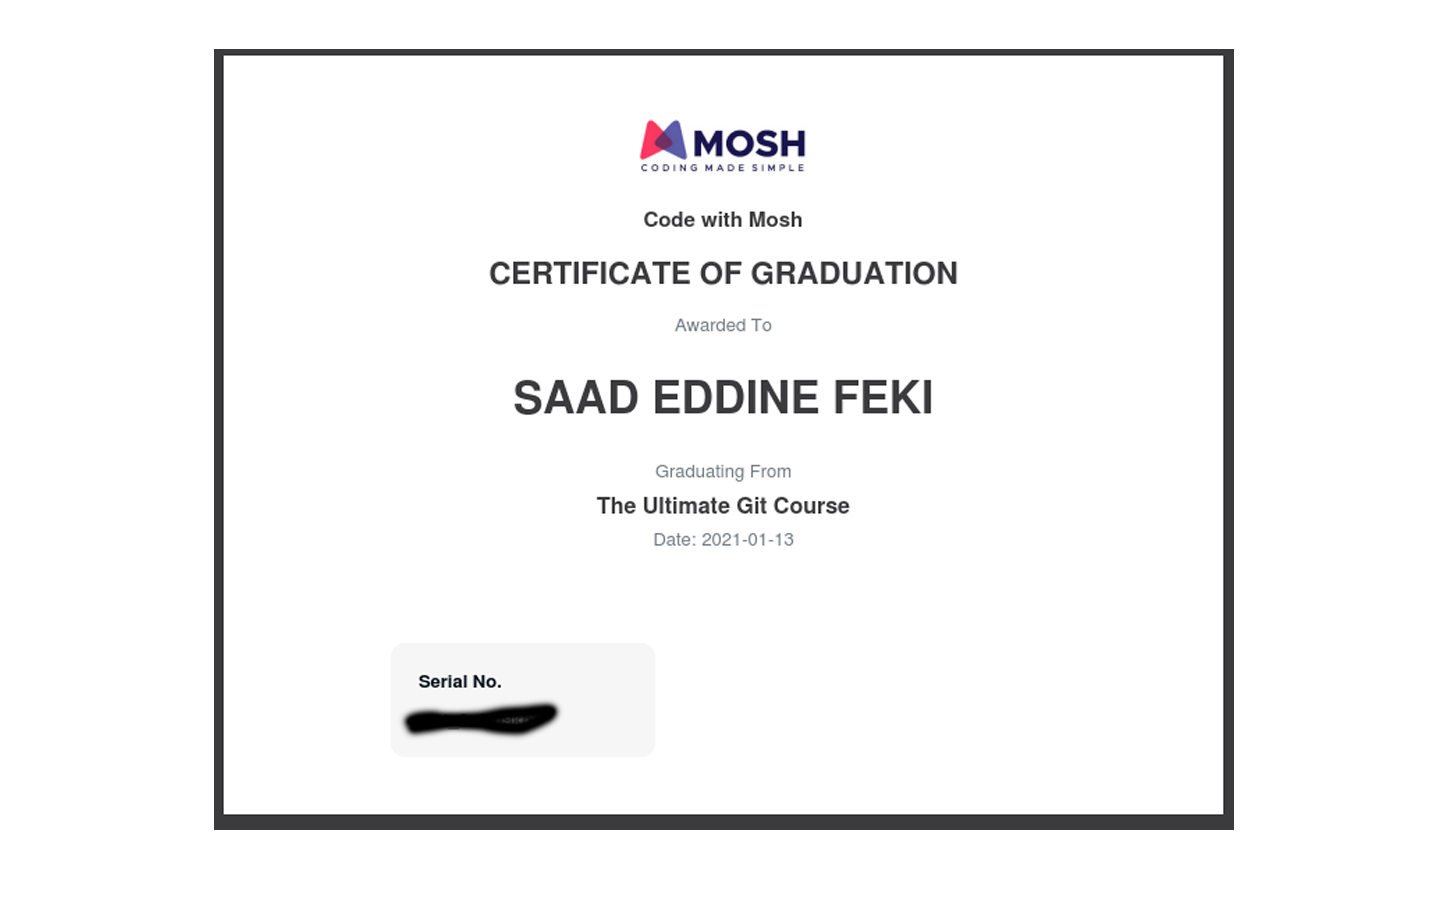 MOSH
CODING MADE SIMPLE
Code with Mosh
CERTIFICATE OF GRADUATION
Awarded To
SAAD EDDINE FEKI
Graduating From
The Ultimate Git Course
Date: 2021-01-13
Serial No.